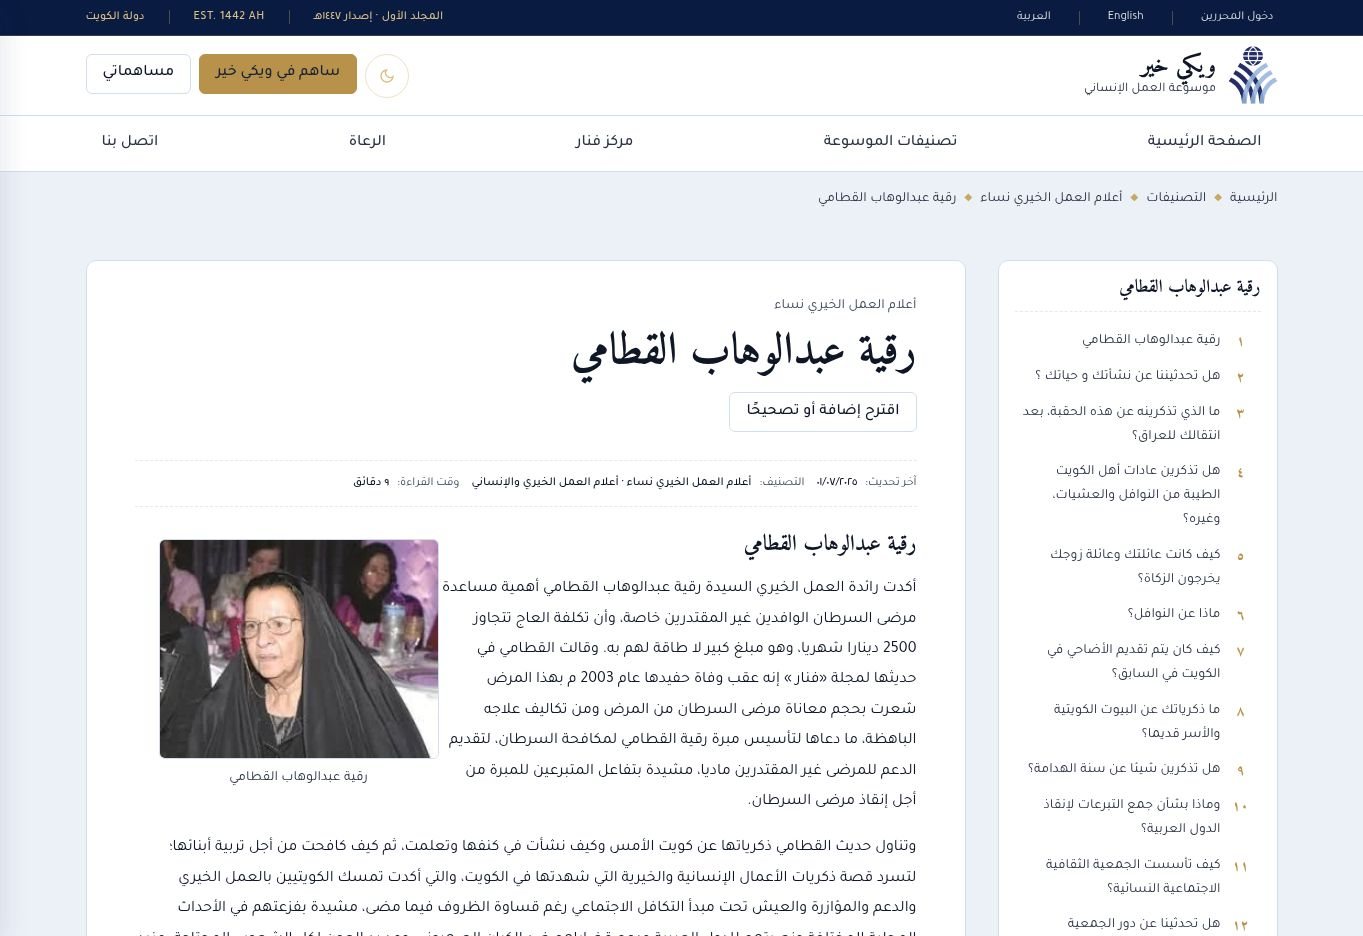 دخول المحررين
English
العربية
المجلد الأول · إصدار ١٤٤٧هـ
EST. 1442 AH
دولة الكويت
ويكي خير
موسوعة العمل الإنساني
ساهم في ويكي خير
مساهماتي
الصفحة الرئيسية
تصنيفات الموسوعة
مركز فنار
الرعاة
اتصل بنا
الرئيسية ◆ التصنيفات ◆ أعلام العمل الخيري نساء ◆ رقية عبدالوهاب القطامي
رقية عبدالوهاب القطامي
١ رقية عبدالوهاب القطامي
٢ هل تحدثيننا عن نشأتك و حياتك ؟
٣ ما الذي تذكرينه عن هذه الحقبة، بعد
انتقالك للعراق؟
٤ هل تذكرين عادات أهل الكويت
الطيبة من النوافل والعشيات،
وغيره؟
٥ كيف كانت عائلتك وعائلة زوجك
يخرجون الزكاة؟
٦ ماذا عن النوافل؟
٧ كيف كان يتم تقديم الأضاحي في
الكويت في السابق؟
٨ ما ذكرياتك عن البيوت الكويتية
والأسر قديما؟
٩ هل تذكرين شيئا عن سنة الهدامة؟
١٠ وماذا بشأن جمع التبرعات لإنقاذ
الدول العربية؟
١١ كيف تأسست الجمعية الثقافية
الاجتماعية النسائية؟
١٢ هل تحدثينا عن دور الجمعية
أعلام العمل الخيري نساء
رقية عبدالوهاب القطامي
اقترح إضافة أو تصحيحًا
آخر تحديث: ٠١/٠٧/٢٠٢٥ التصنيف: أعلام العمل الخيري نساء · أعلام العمل الخيري والإنساني وقت القراءة: ٩ دقائق
رقية عبدالوهاب القطامي
أكدت رائدة العمل الخيري السيدة رقية عبدالوهاب القطامي أهمية مساعدة
مرضى السرطان الوافدين غير المقتدرين خاصة، وأن تكلفة العاج تتجاوز
2500 دينارا شهريا، وهو مبلغ كبير لا طاقة لهم به. وقالت القطامي في
حديثها لمجلة «فنار» إنه عقب وفاة حفيدها عام 2003 م بهذا المرض
شعرت بحجم معاناة مرضى السرطان من المرض ومن تكاليف علاجه
الباهظة، ما دعاها لتأسيس مبرة رقية القطامي لمكافحة السرطان، لتقديم
الدعم للمرضى غير المقتدرين ماديا، مشيدة بتفاعل المتبرعين للمبرة من
أجل إنقاذ مرضى السرطان.
رقية عبدالوهاب القطامي
وتناول حديث القطامي ذكرياتها عن كويت الأمس وكيف نشأت في كنفها وتعلمت، ثم كيف كافحت من أجل تربية أبنائها؛
لتسرد قصة ذكريات الأعمال الإنسانية والخيرية التي شهدتها في الكويت، والتي أكدت تمسك الكويتيين بالعمل الخيري
والدعم والمؤازرة والعيش تحت مبدأ التكافل الاجتماعي رغم قساوة الظروف فيما مضى، مشيدة بفزعتهم في الأحداث